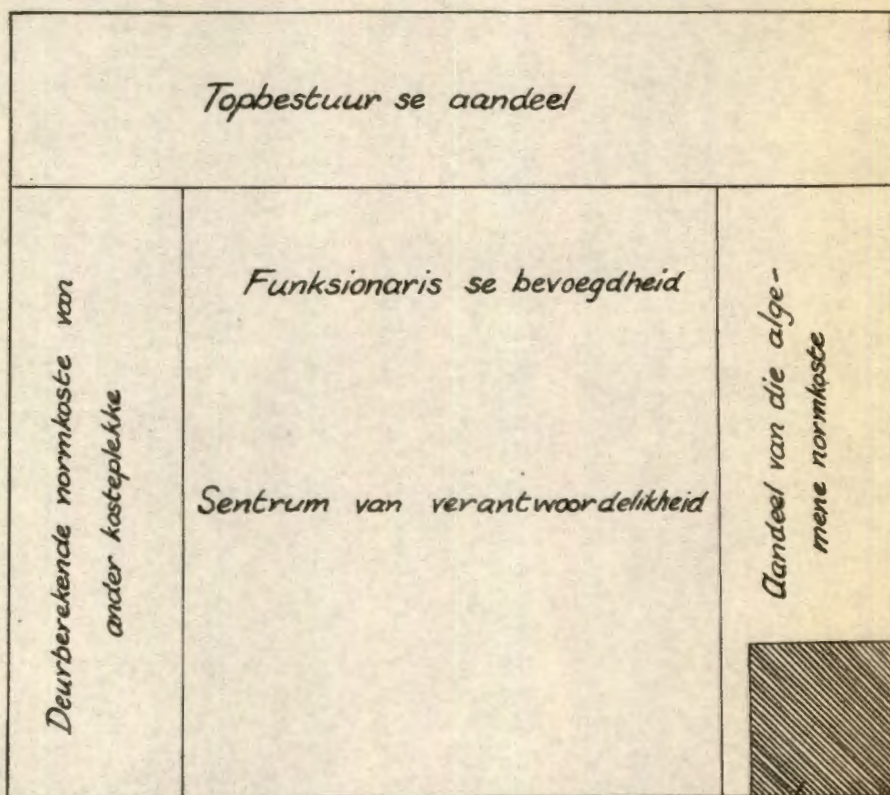 Topbestuur se aandeel
Deurberekende normkoste van
ander kosteplekke
Funksionaris se bevoegdheid
Sentrum van verantwoordelikheid
Aandeel van die alge-
mene normkoste